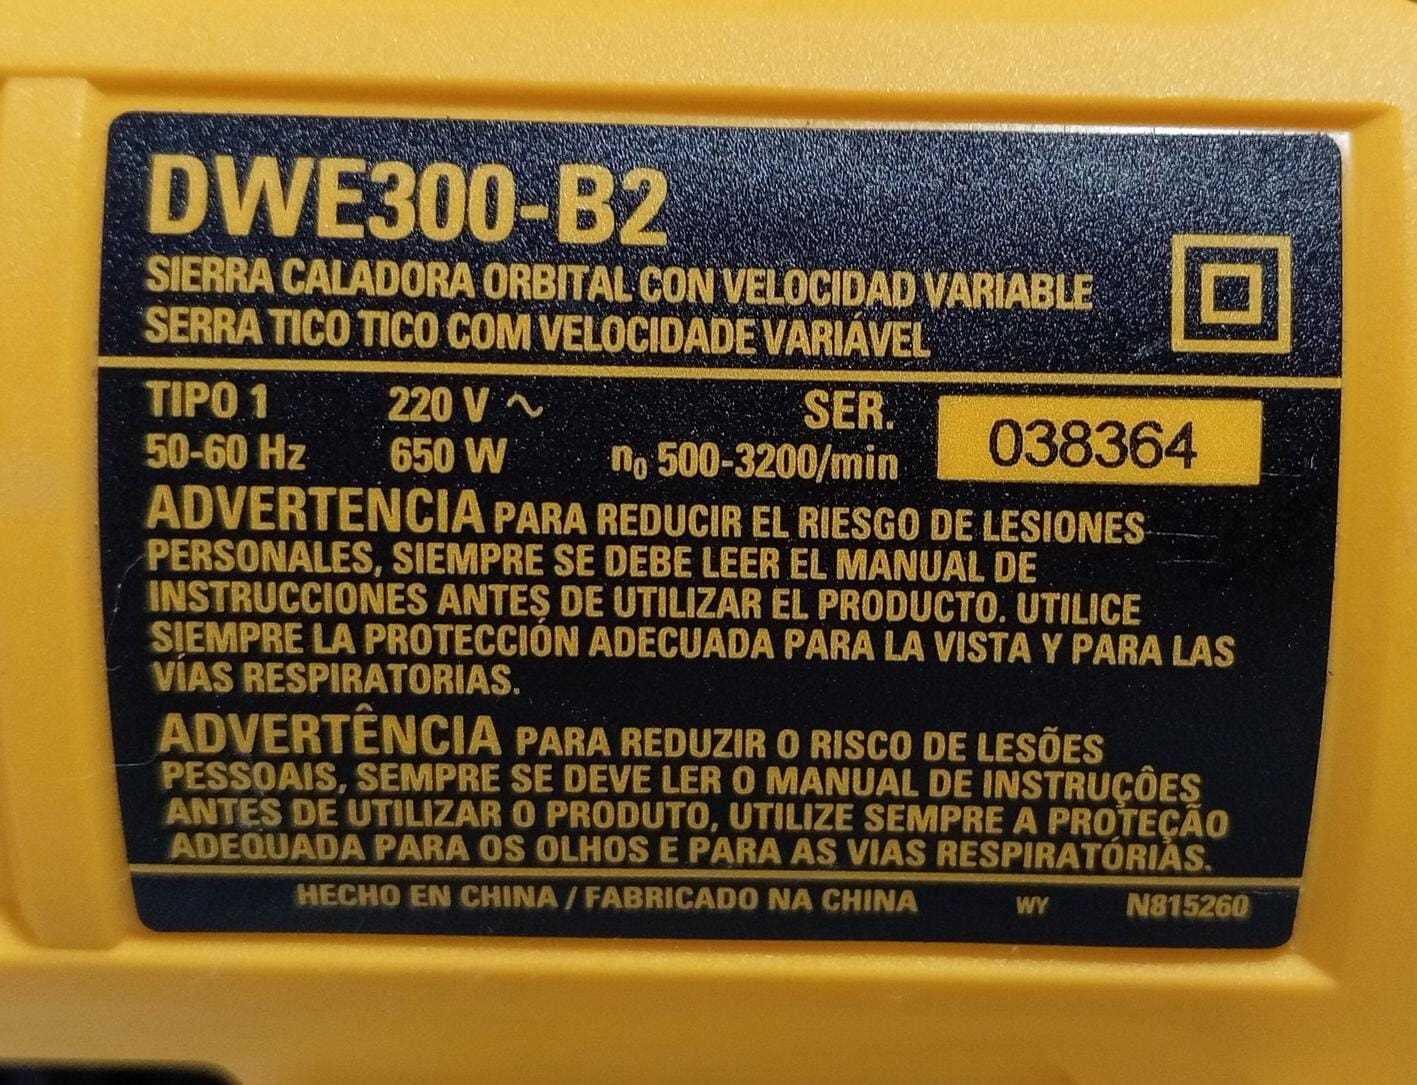 DWE300-B2
SIERRA CALADORA ORBITAL CON VELOCIDAD VARIABLE
SERRA TICO TICO COM VELOCIDADE VARIÁVEL
TIPO 1 220 V ~ SER. 038364
50-60 Hz 650 W n₀ 500-3200/min
ADVERTENCIA PARA REDUCIR EL RIESGO DE LESIONES
PERSONALES, SIEMPRE SE DEBE LEER EL MANUAL DE
INSTRUCCIONES ANTES DE UTILIZAR EL PRODUCTO. UTILICE
SIEMPRE LA PROTECCIÓN ADECUADA PARA LA VISTA Y PARA LAS
VÍAS RESPIRATORIAS.
ADVERTÊNCIA PARA REDUZIR O RISCO DE LESÕES
PESSOAIS, SEMPRE SE DEVE LER O MANUAL DE INSTRUÇÔES
ANTES DE UTILIZAR O PRODUTO, UTILIZE SEMPRE A PROTEÇÃO
ADEQUADA PARA OS OLHOS E PARA AS VIAS RESPIRATÓRIAS.
HECHO EN CHINA / FABRICADO NA CHINA WY N815260